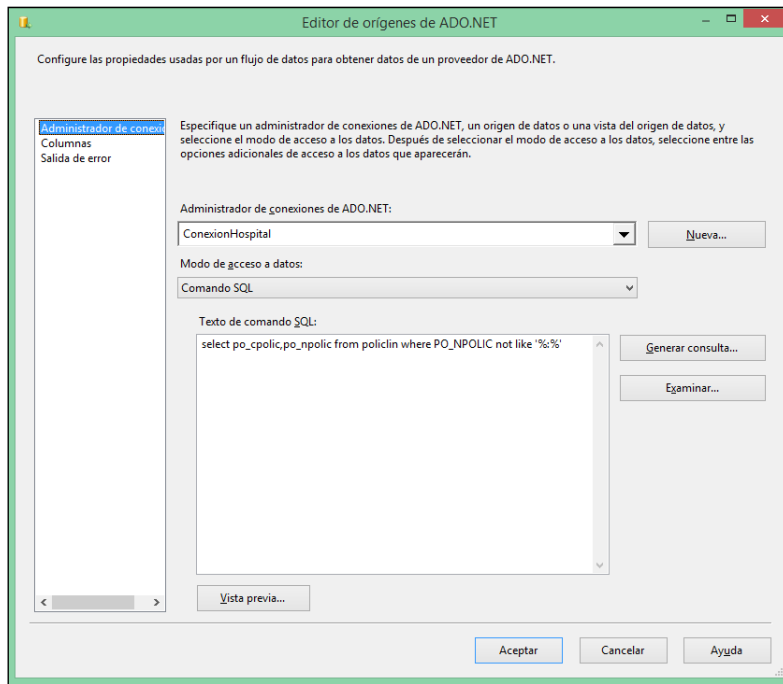 Editor de orígenes de ADO.NET
Configure las propiedades usadas por un flujo de datos para obtener datos de un proveedor de ADO.NET.
Administrador de conexi
Columnas
Salida de error
Especifique un administrador de conexiones de ADO.NET, un origen de datos o una vista del origen de datos, y
seleccione el modo de acceso a los datos. Después de seleccionar el modo de acceso a los datos, seleccione entre las
opciones adicionales de acceso a los datos que aparecerán.
Administrador de conexiones de ADO.NET:
ConexionHospital
Nueva...
Modo de acceso a datos:
Comando SQL
Texto de comando SQL:
select po_cpolic,po_npolic from policlin where PO_NPOLIC not like '%:%'
Generar consulta...
Examinar...
Vista previa...
Aceptar
Cancelar
Ayuda